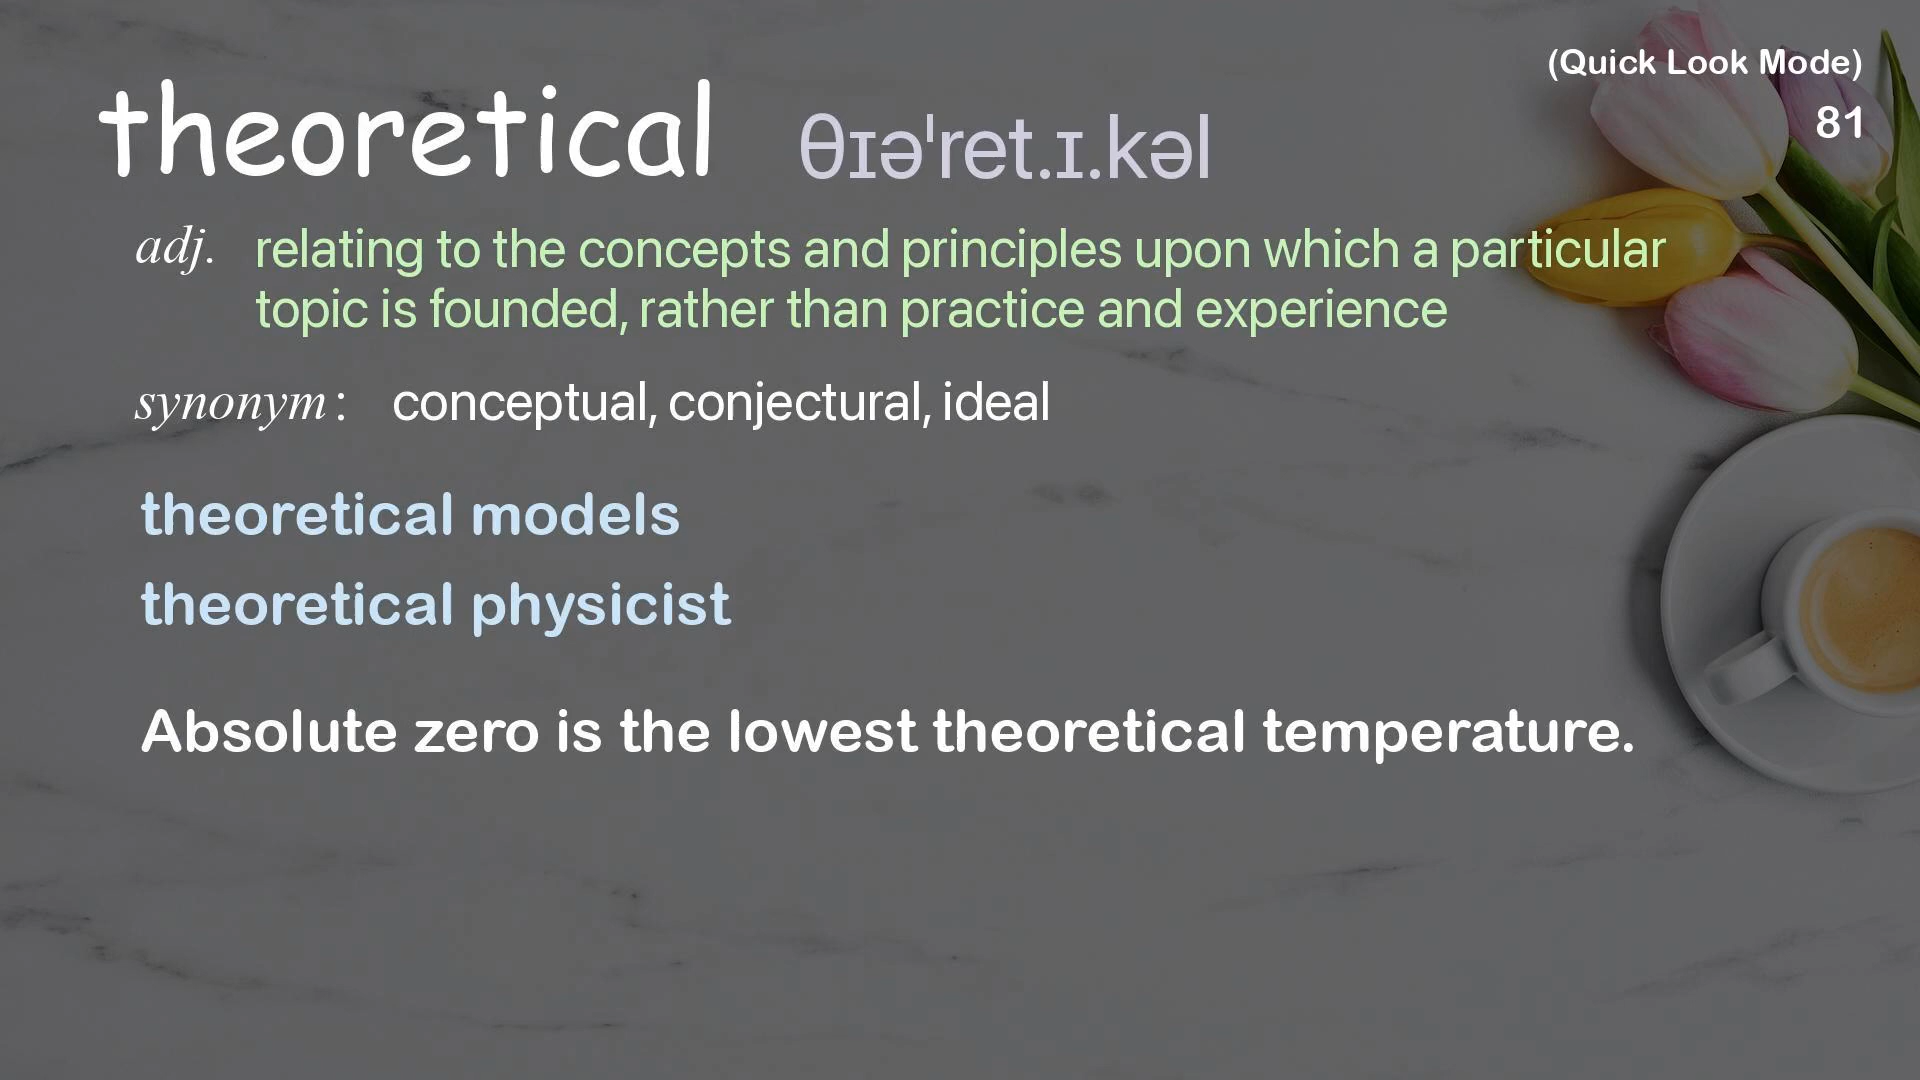 (Quick Look Mode)
81
theoretical θɪəˈret.ɪ.kəl
adj. relating to the concepts and principles upon which a particular
topic is founded, rather than practice and experience
synonym: conceptual, conjectural, ideal
theoretical models
theoretical physicist
Absolute zero is the lowest theoretical temperature.